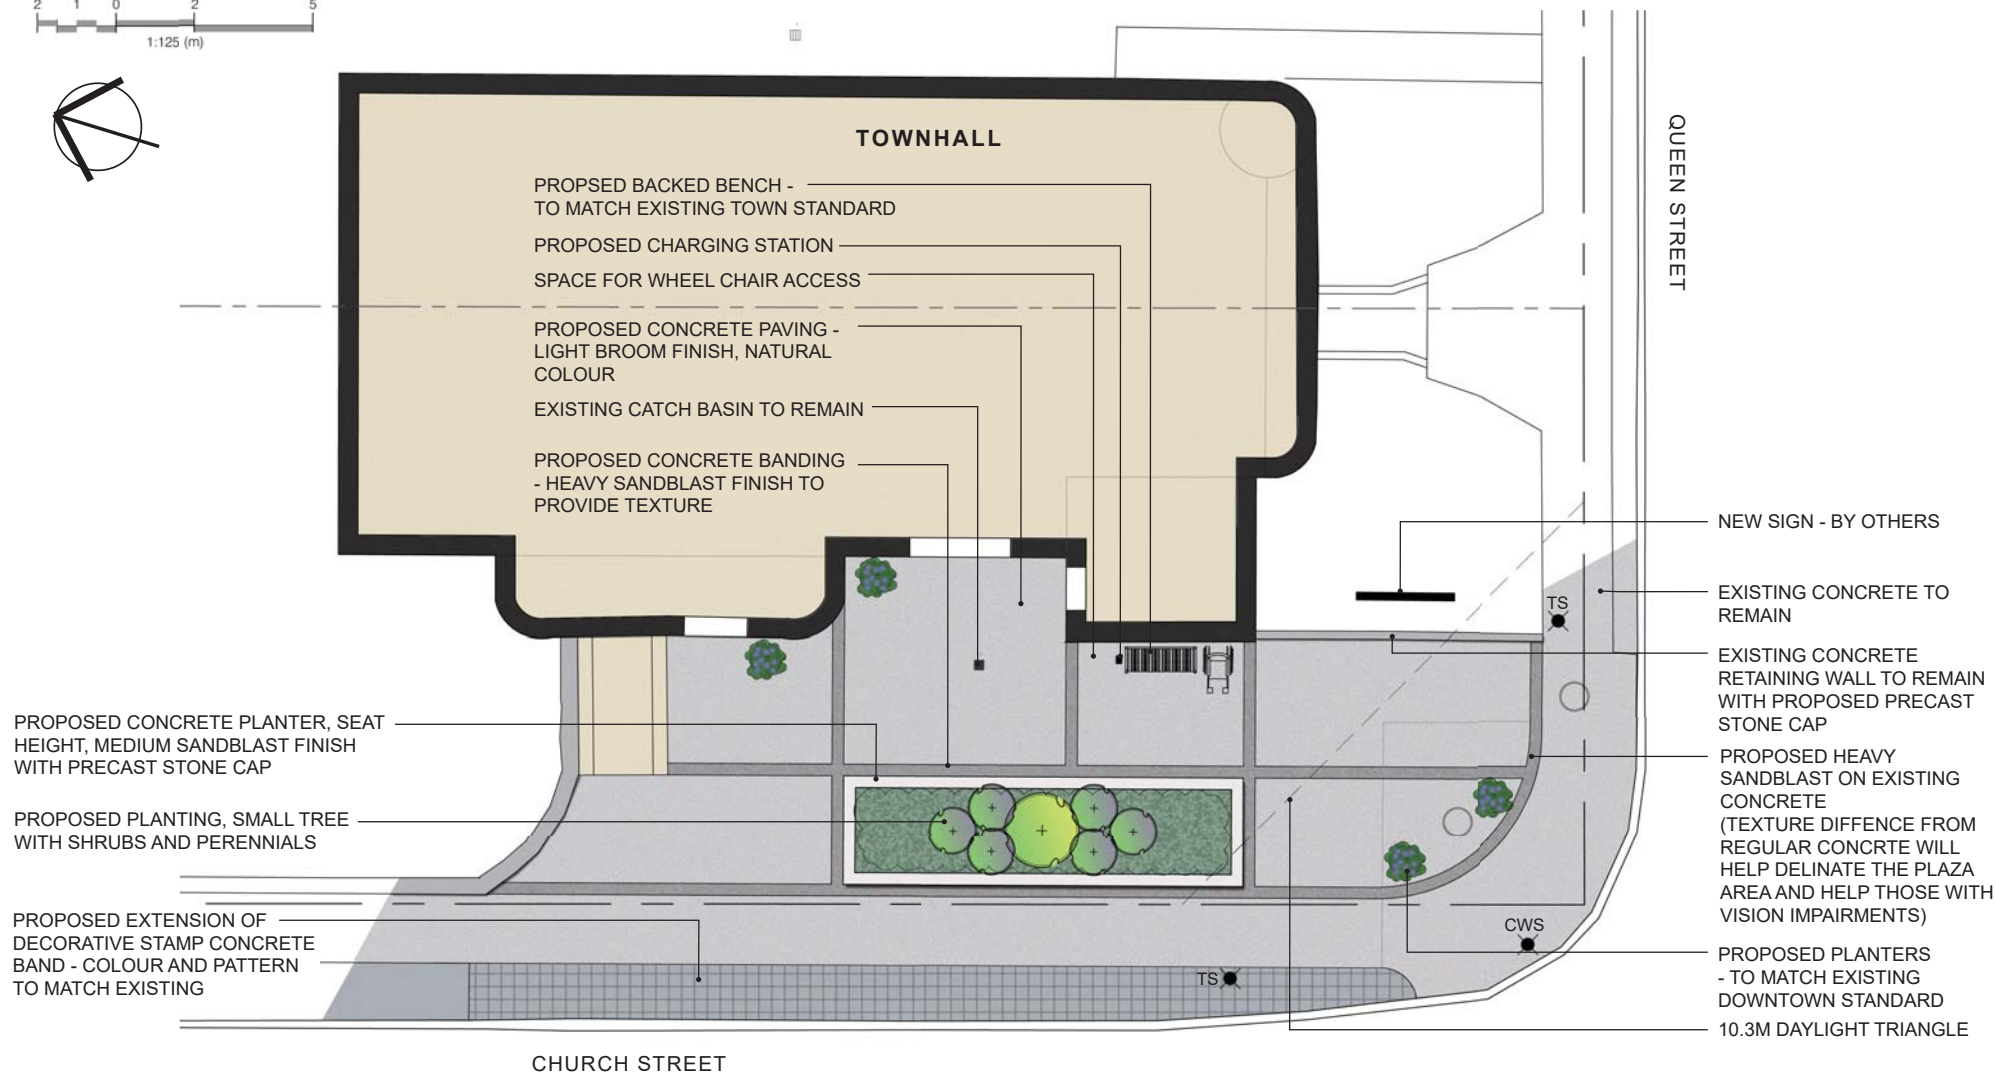 2 1 0 2 5
1:125 (m)
TOWNHALL
PROPSED BACKED BENCH -
TO MATCH EXISTING TOWN STANDARD
PROPOSED CHARGING STATION
SPACE FOR WHEEL CHAIR ACCESS
PROPOSED CONCRETE PAVING -
LIGHT BROOM FINISH, NATURAL
COLOUR
EXISTING CATCH BASIN TO REMAIN
PROPOSED CONCRETE BANDING
- HEAVY SANDBLAST FINISH TO
PROVIDE TEXTURE
QUEEN STREET
NEW SIGN - BY OTHERS
EXISTING CONCRETE TO
REMAIN
TS
EXISTING CONCRETE
RETAINING WALL TO REMAIN
WITH PROPOSED PRECAST
STONE CAP
PROPOSED HEAVY
SANDBLAST ON EXISTING
CONCRETE
(TEXTURE DIFFENCE FROM
REGULAR CONCRTE WILL
HELP DELINATE THE PLAZA
AREA AND HELP THOSE WITH
VISION IMPAIRMENTS)
PROPOSED PLANTERS
- TO MATCH EXISTING
DOWNTOWN STANDARD
10.3M DAYLIGHT TRIANGLE
PROPOSED CONCRETE PLANTER, SEAT
HEIGHT, MEDIUM SANDBLAST FINISH
WITH PRECAST STONE CAP
PROPOSED PLANTING, SMALL TREE
WITH SHRUBS AND PERENNIALS
PROPOSED EXTENSION OF
DECORATIVE STAMP CONCRETE
BAND - COLOUR AND PATTERN
TO MATCH EXISTING
CWS
TS
CHURCH STREET